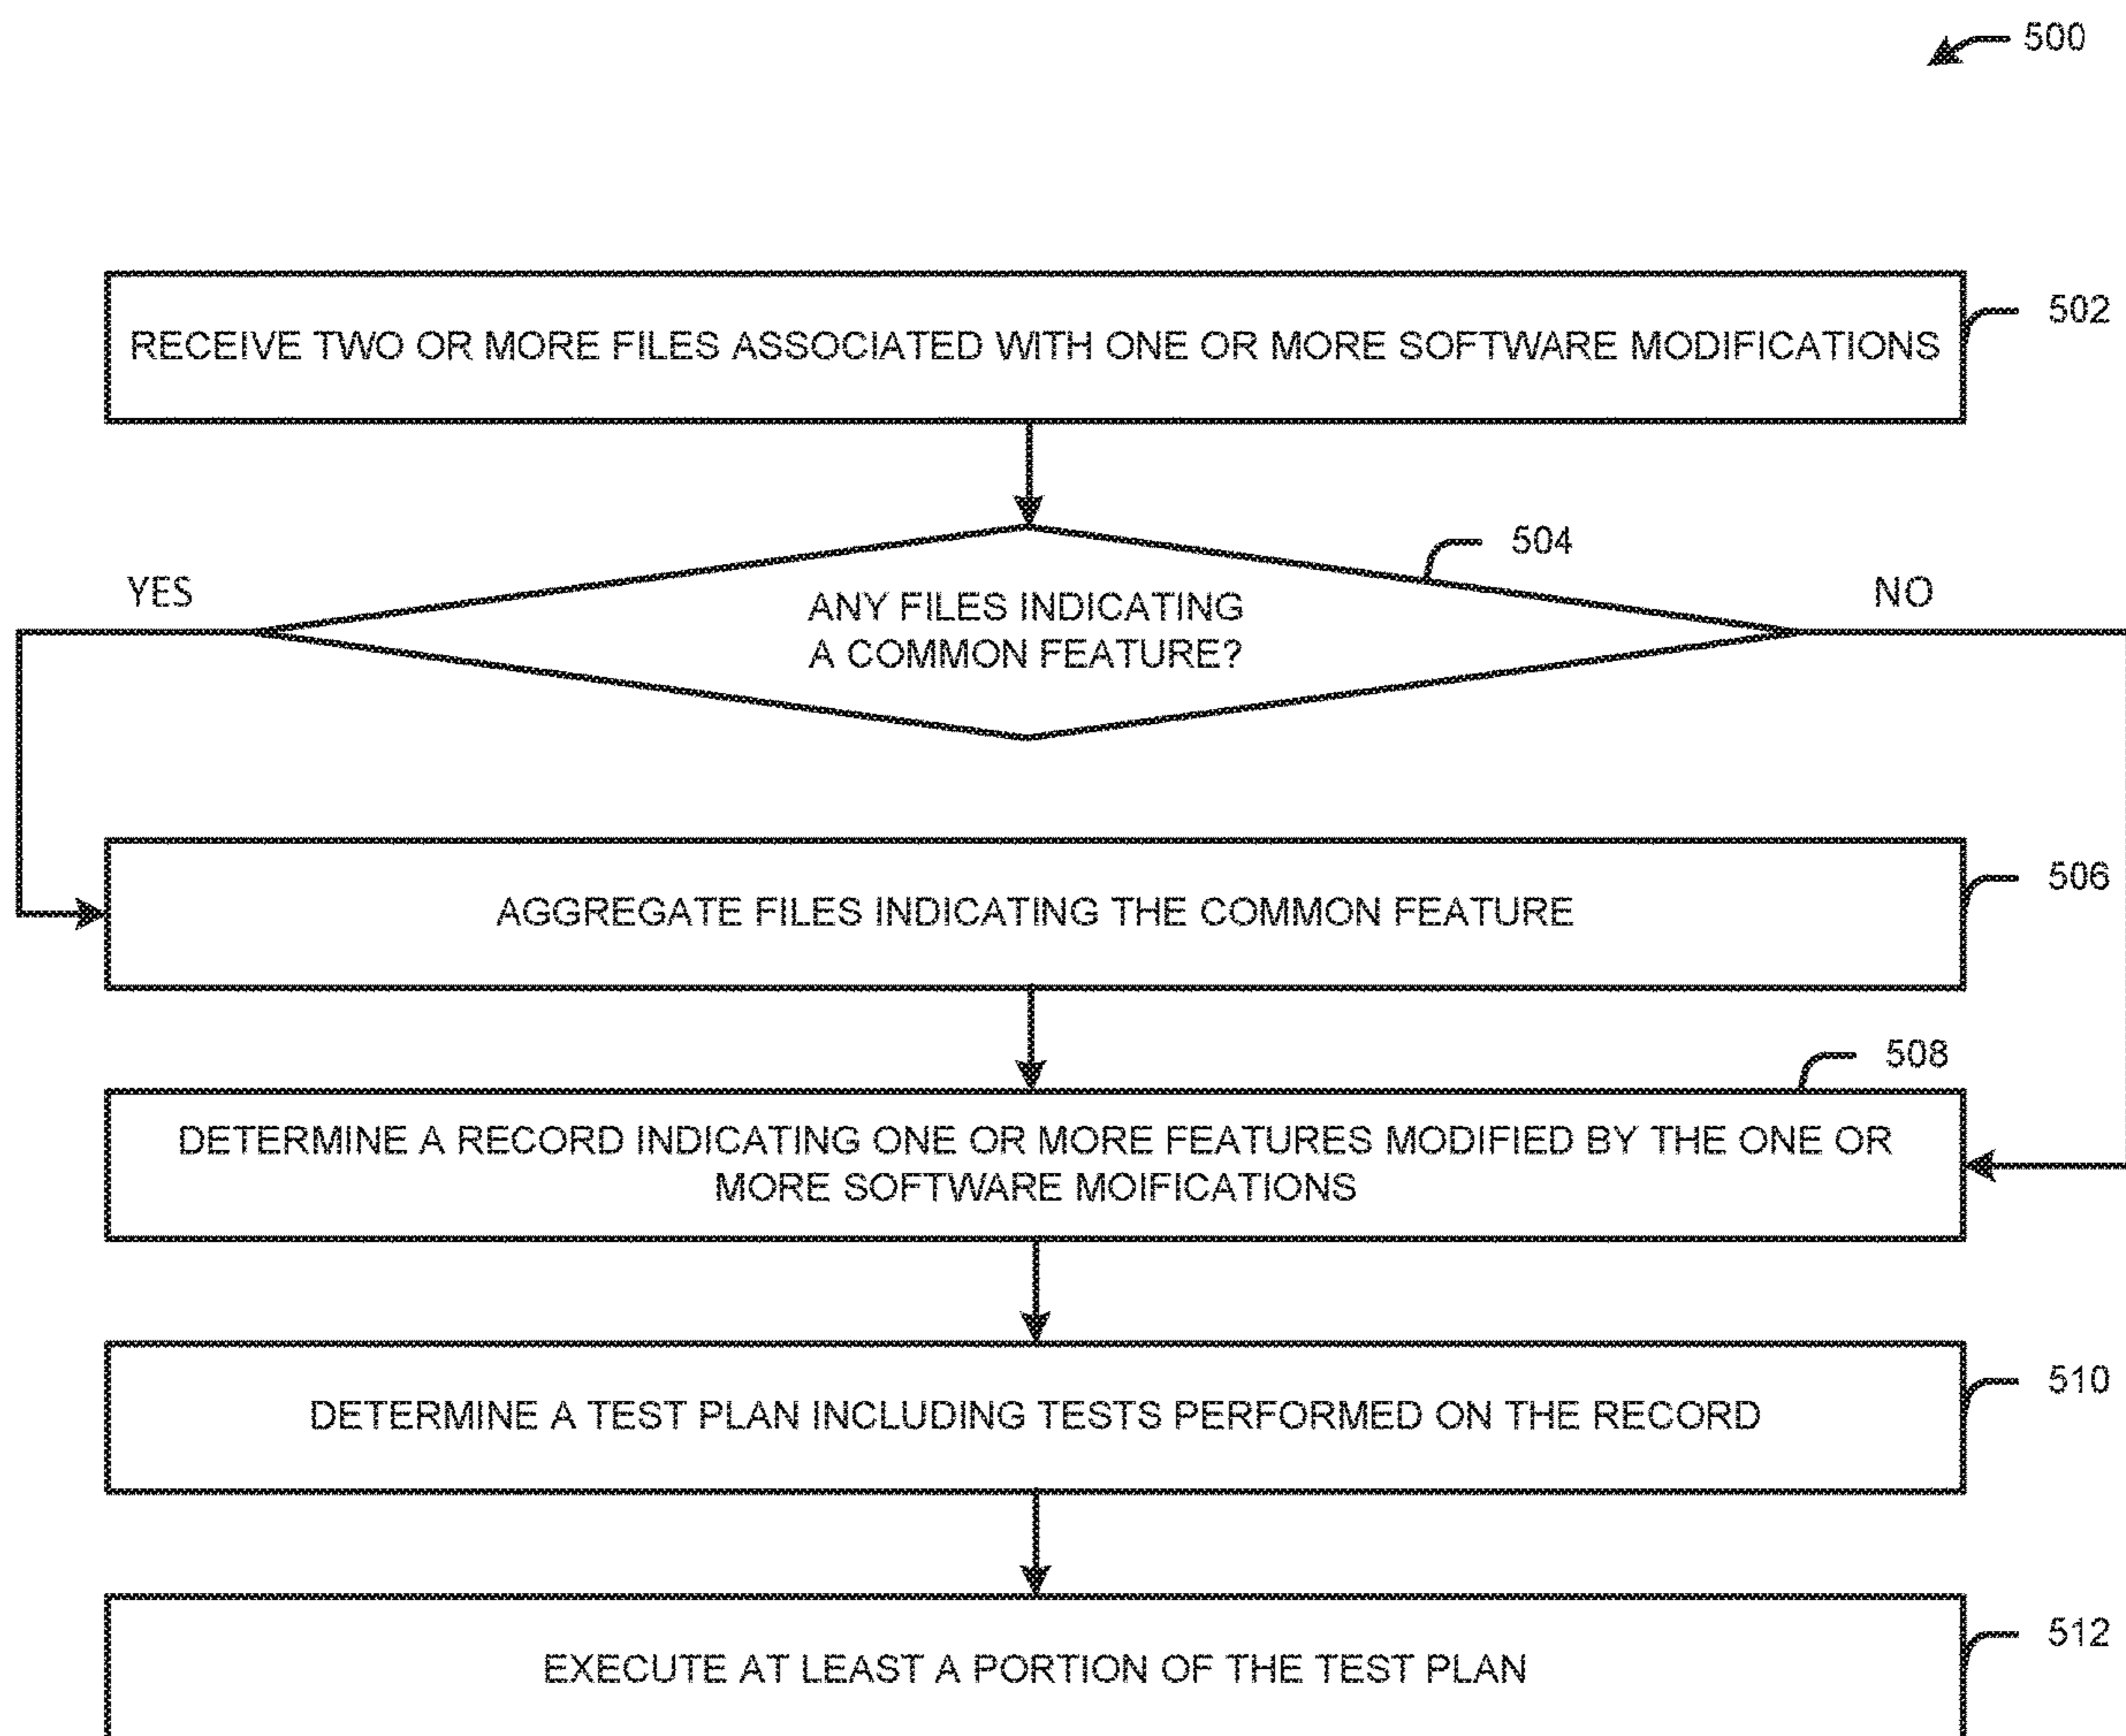 500
RECEIVE TWO OR MORE FILES ASSOCIATED WITH ONE OR MORE SOFTWARE MODIFICATIONS
502
504
YES
NO
ANY FILES INDICATING
A COMMON FEATURE?
AGGREGATE FILES INDICATING THE COMMON FEATURE
506
508
DETERMINE A RECORD INDICATING ONE OR MORE FEATURES MODIFIED BY THE ONE OR
MORE SOFTWARE MOIFICATIONS
DETERMINE A TEST PLAN INCLUDING TESTS PERFORMED ON THE RECORD
510
EXECUTE AT LEAST A PORTION OF THE TEST PLAN
512